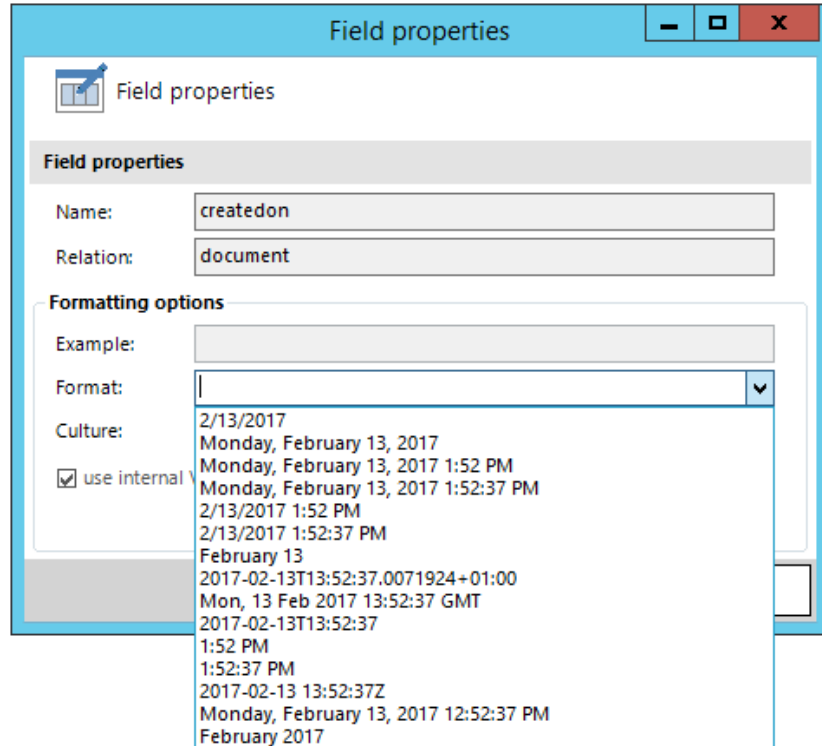 Field properties
Field properties
Field properties
Name: createdon
Relation: document
Formatting options
Example:
Format:
Culture:
use internal
2/13/2017
Monday, February 13, 2017
Monday, February 13, 2017 1:52 PM
Monday, February 13, 2017 1:52:37 PM
2/13/2017 1:52 PM
2/13/2017 1:52:37 PM
February 13
2017-02-13T13:52:37.0071924+01:00
Mon, 13 Feb 2017 13:52:37 GMT
2017-02-13T13:52:37
1:52 PM
1:52:37 PM
2017-02-13 13:52:37Z
Monday, February 13, 2017 12:52:37 PM
February 2017